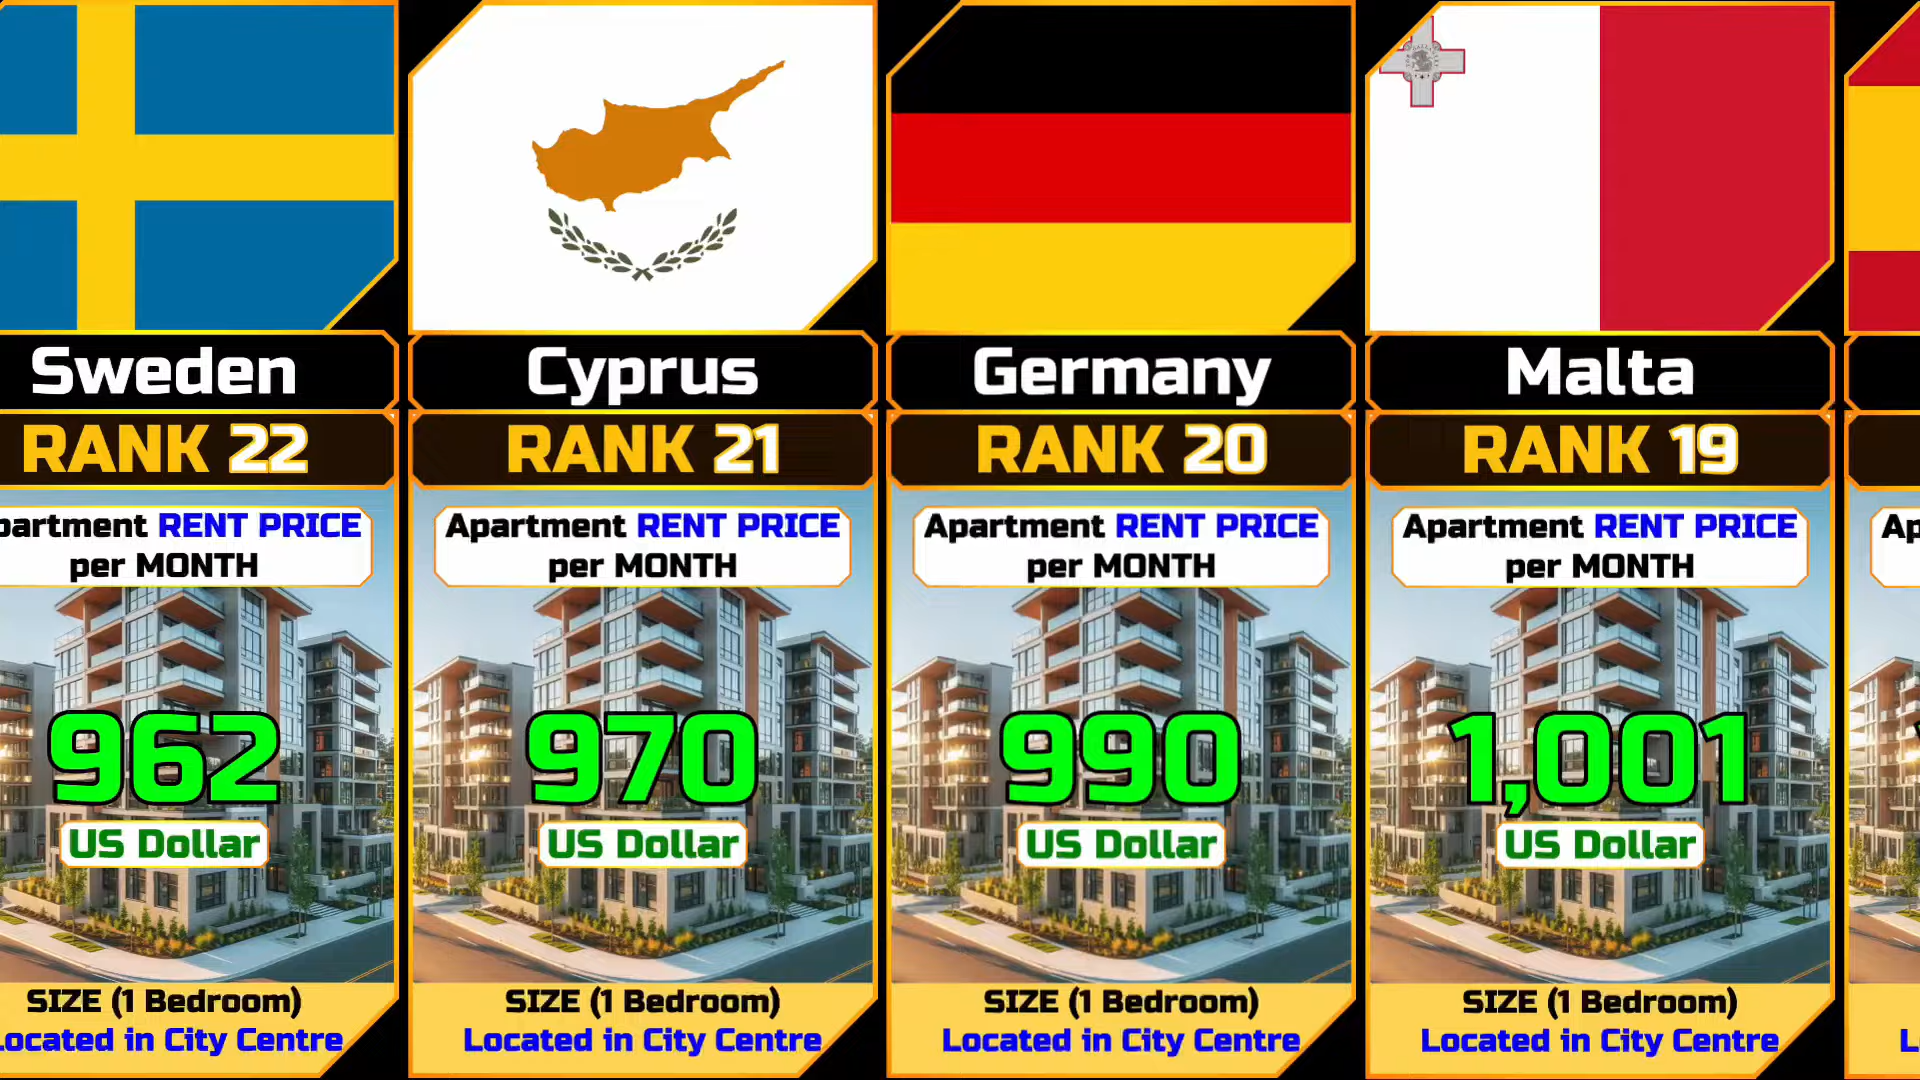 Sweden
RANK 22
partment RENT PRICE
per MONTH
962
US Dollar
SIZE (1 Bedroom)
Located in City Centre
Cyprus
RANK 21
Apartment RENT PRICE
per MONTH
970
US Dollar
SIZE (1 Bedroom)
Located in City Centre
Germany
RANK 20
Apartment RENT PRICE
per MONTH
990
US Dollar
SIZE (1 Bedroom)
Located in City Centre
Malta
RANK 19
Apartment RENT PRICE
per MONTH
1,001
US Dollar
SIZE (1 Bedroom)
Located in City Centre
Ap
L